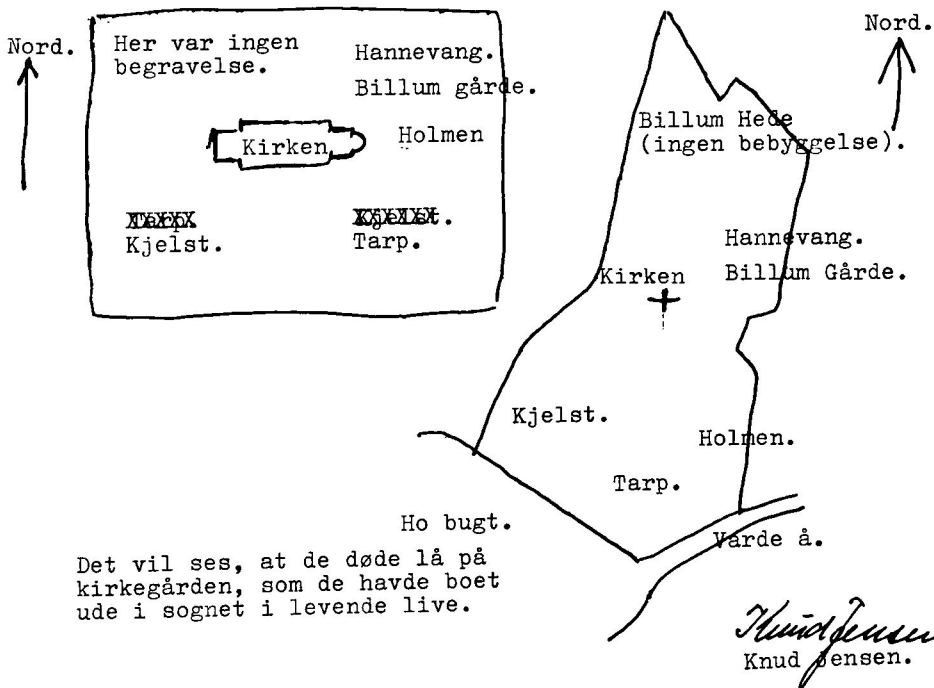 Nord.
Her var ingen
begravelse.
Hannevang.
Billum gårde.
Kirken
Holmen
Tarp.
Kjelst.
Kjelst.
Tarp.
Nord.
Billum Hede
(ingen bebyggelse).
Hannevang.
Billum Gårde.
Kirken
Kjelst.
Holmen.
Tarp.
Ho bugt.
Varde å.
Det vil ses, at de døde lå på
kirkegården, som de havde boet
ude i sognet i levende live.
Knud Jensen
Knud Jensen.